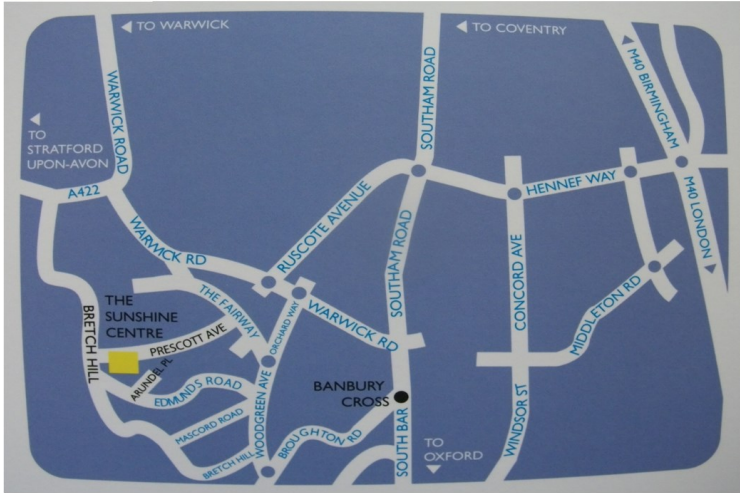 TO WARWICK
TO COVENTRY
M40 BIRMINGHAM
SOUTHAM ROAD
WARWICK ROAD
TO
STRATFORD
UPON-AVON
A422
HENNEF WAY
M40 LONDON
RUSCOTE AVENUE
WARWICK RD
SOUTHAM ROAD
CONCORD AVE
MIDDLETON RD
THE
SUNSHINE
CENTRE
BRETCH HILL
THE FAIRWAY
ORCHARD WAY
WARWICK RD
PRESCOTT AVE
ARUNDEL PL
EDMUNDS ROAD
BANBURY
CROSS
WOODGREEN AVE
MASCORD ROAD
BROUGHTON RD
BRETCH HILL
SOUTH BAR
TO
OXFORD
WINDSOR ST